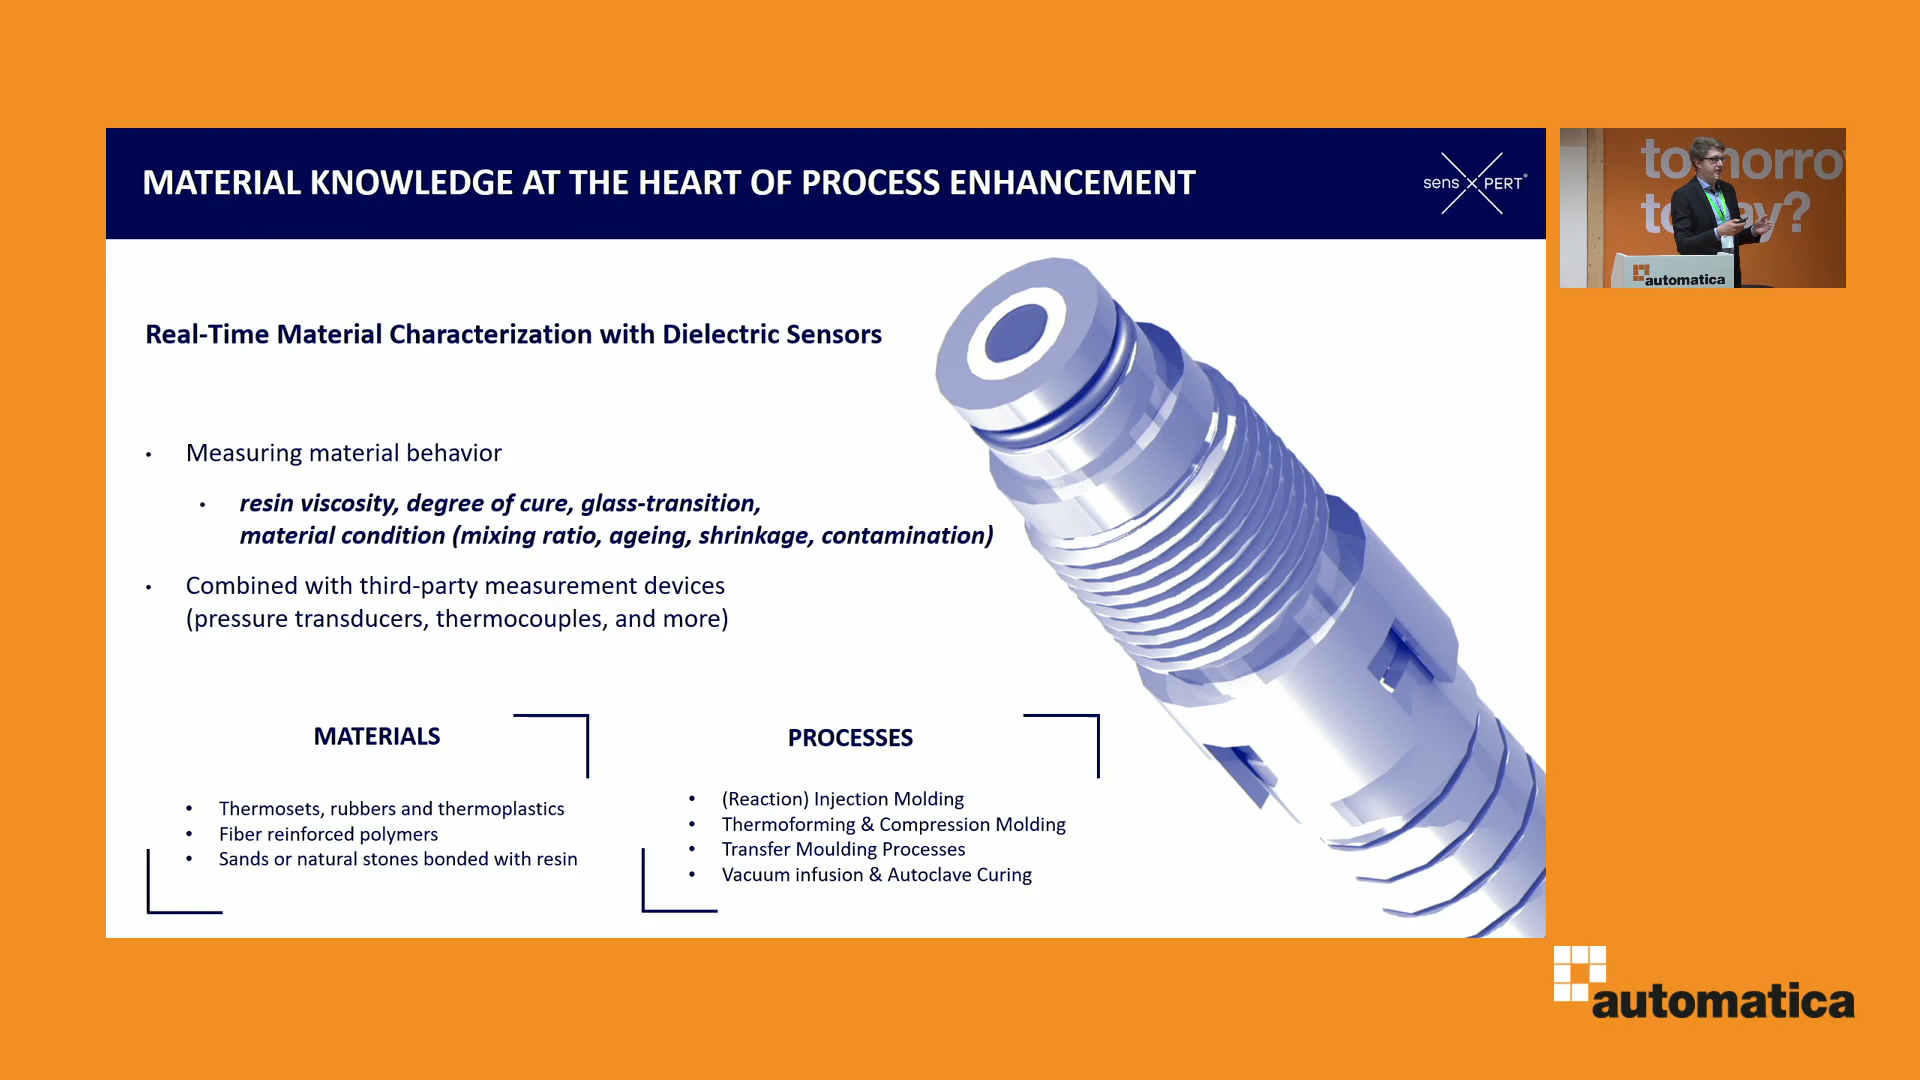 MATERIAL KNOWLEDGE AT THE HEART OF PROCESS ENHANCEMENT
sens PERT®
Real-Time Material Characterization with Dielectric Sensors
• Measuring material behavior
• resin viscosity, degree of cure, glass-transition,
material condition (mixing ratio, ageing, shrinkage, contamination)
• Combined with third-party measurement devices
(pressure transducers, thermocouples, and more)
MATERIALS
• Thermosets, rubbers and thermoplastics
• Fiber reinforced polymers
• Sands or natural stones bonded with resin
PROCESSES
• (Reaction) Injection Molding
• Thermoforming & Compression Molding
• Transfer Moulding Processes
• Vacuum infusion & Autoclave Curing
automatica
automatica